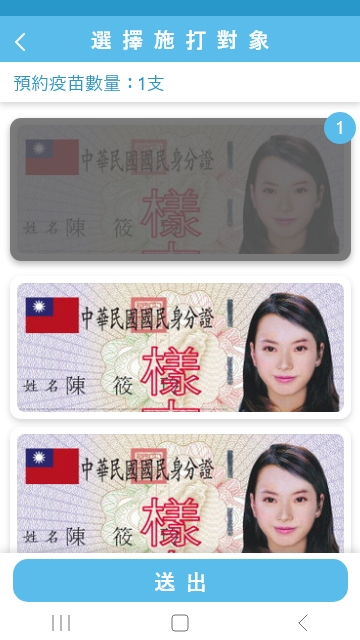 選擇施打對象
預約疫苗數量：1支
1
中華民國國民身分證
樣
姓名 陳 筱
中華民國國民身分證
樣
姓名 陳 筱
中華民國國民身分證
樣
姓名 陳 筱
送出